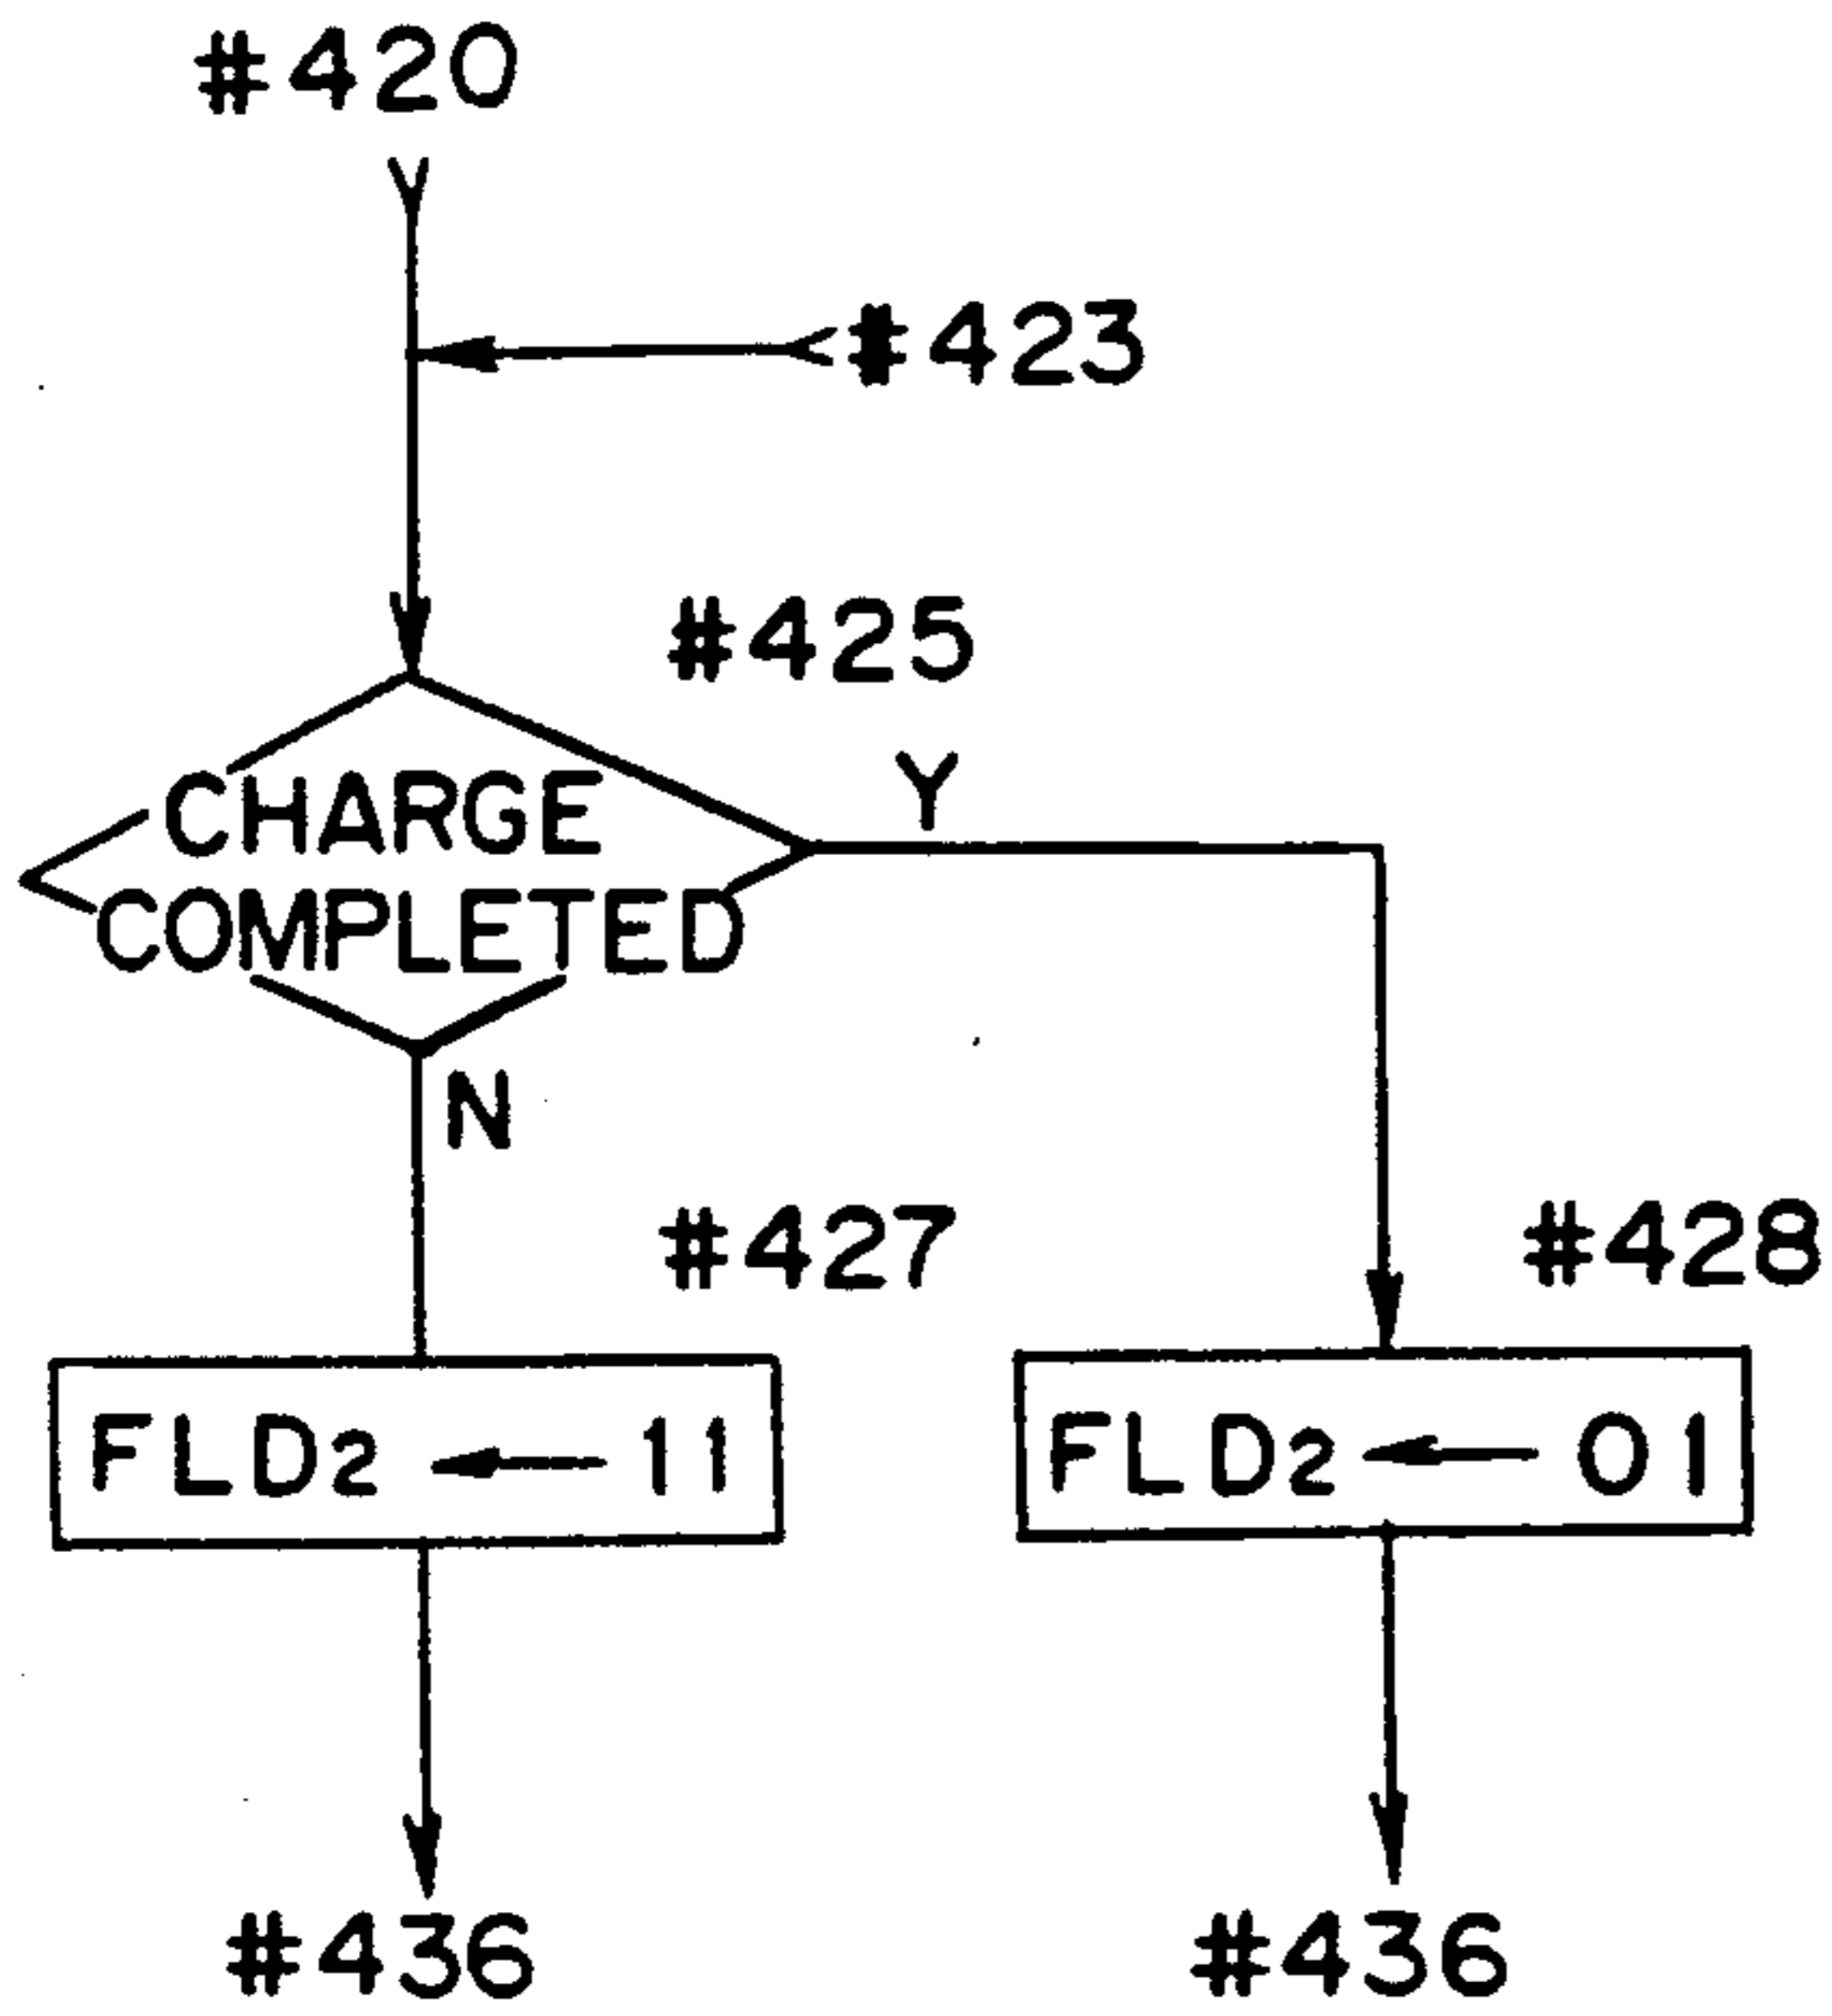 #420
#423
#425
CHARGE
COMPLETED
Y
N
#427
#428
FLD2 ← 11
FLD2 ← 01
#436
#436